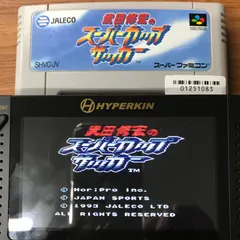 JALECO
武田修宏の
スーパーカップ
サッカー
SHVC-JV
スーパーファミコン
01251083
HYPERKIN
武田修宏の
スーパーカップ
サッカー
TM
© Hori Pro Inc.
© JAPAN SPORTS
© 1993 JALECO LTD
ALL RIGHTS RESERVED